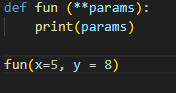 def fun (**params):
    print(params)

fun(x=5, y = 8)